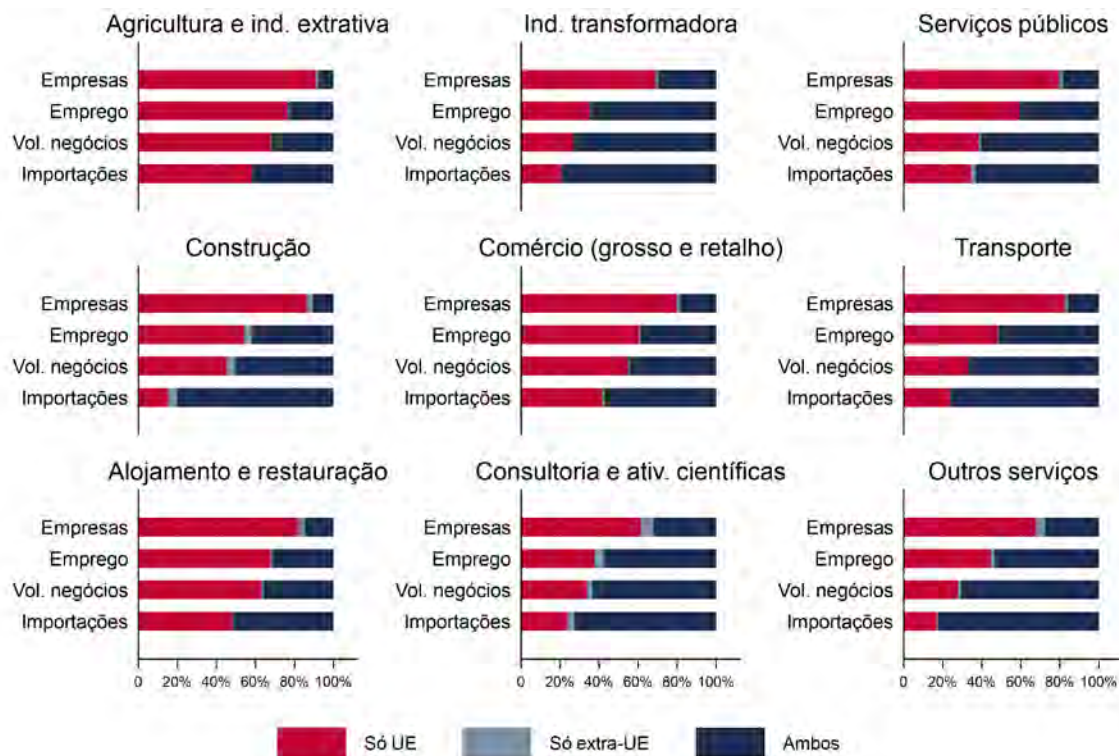 Agricultura e ind. extrativa
Empresas
Emprego
Vol. negócios
Importações
Ind. transformadora
Empresas
Emprego
Vol. negócios
Importações
Serviços públicos
Empresas
Emprego
Vol. negócios
Importações
Construção
Empresas
Emprego
Vol. negócios
Importações
Comércio (grosso e retalho)
Empresas
Emprego
Vol. negócios
Importações
Transporte
Empresas
Emprego
Vol. negócios
Importações
Alojamento e restauração
Empresas
Emprego
Vol. negócios
Importações
0 20% 40% 60% 80% 100%
Consultoria e ativ. científicas
Empresas
Emprego
Vol. negócios
Importações
0 20% 40% 60% 80% 100%
Outros serviços
Empresas
Emprego
Vol. negócios
Importações
0 20% 40% 60% 80% 100%
Só UE Só extra-UE Ambos